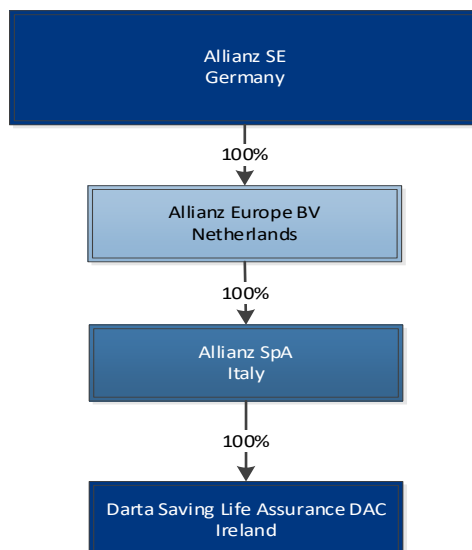 Allianz SE
Germany
100%
Allianz Europe BV
Netherlands
100%
Allianz SpA
Italy
100%
Darta Saving Life Assurance DAC
Ireland